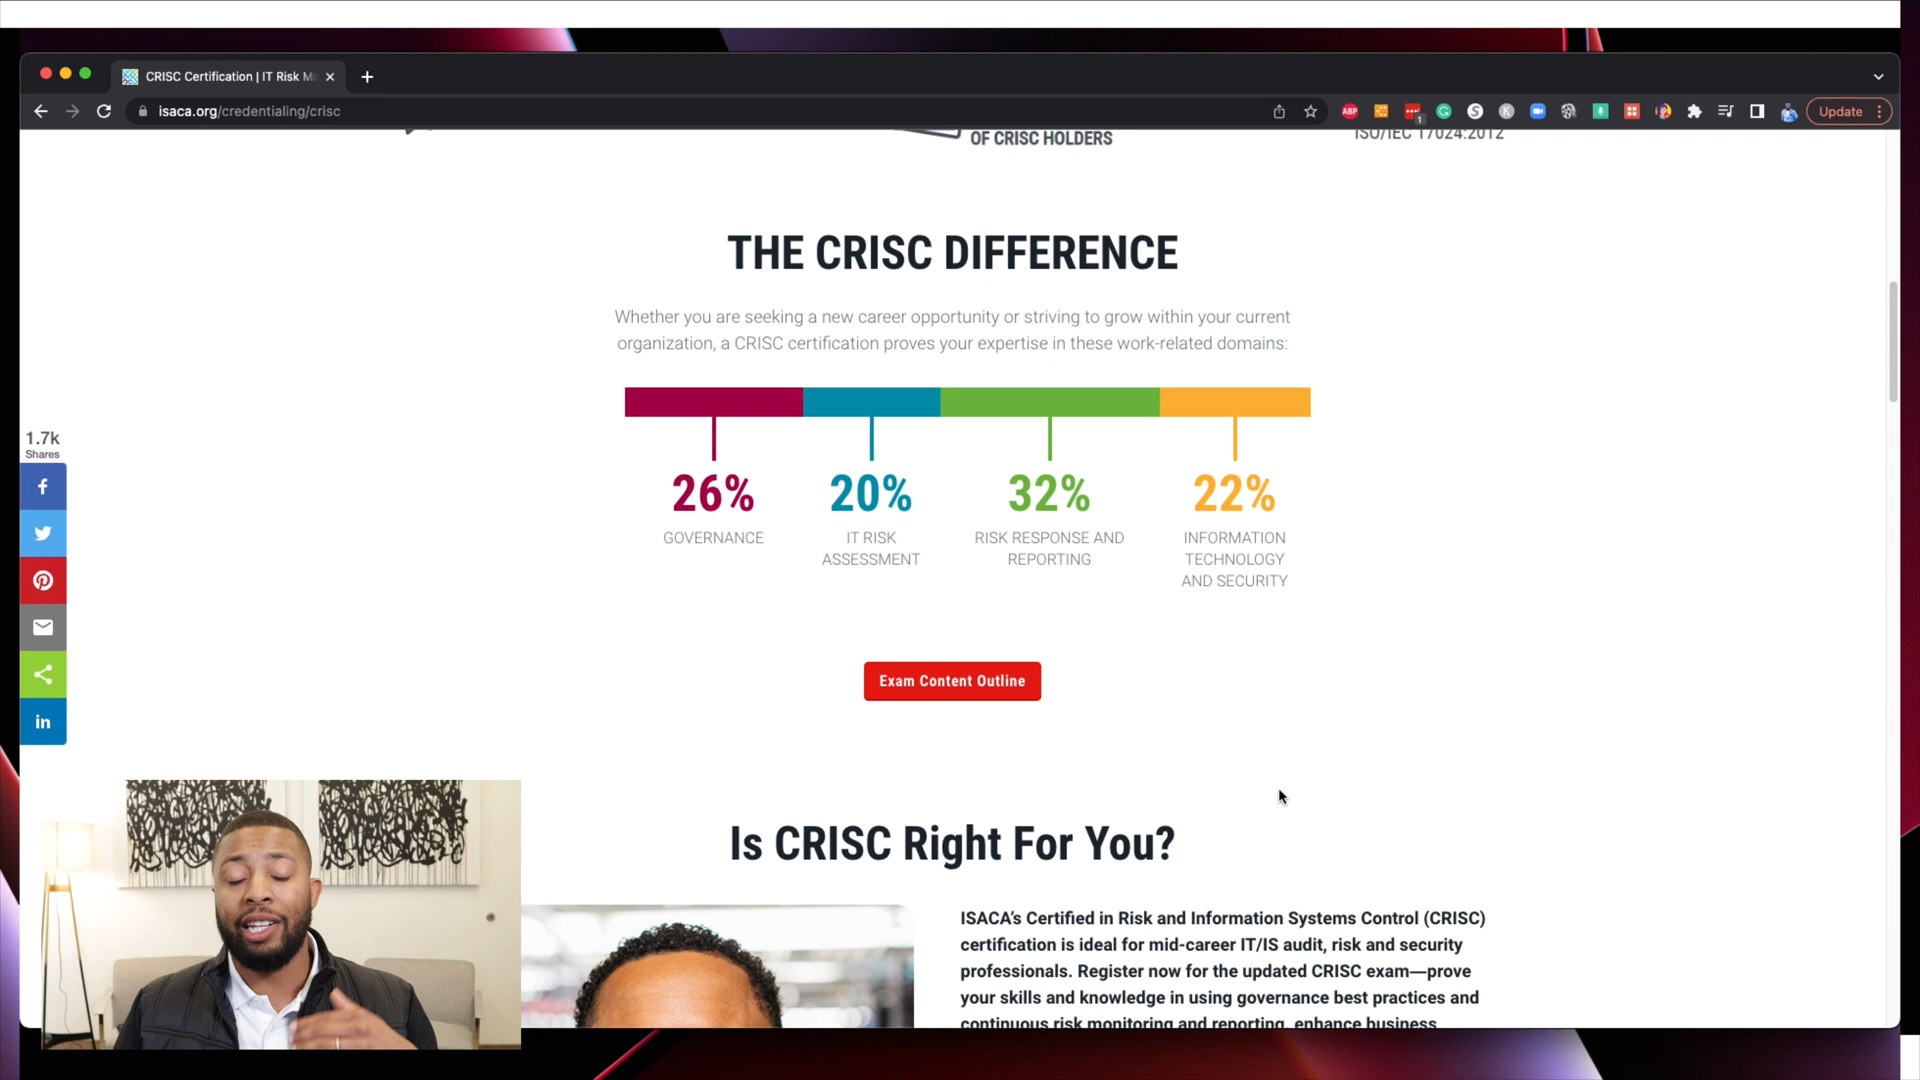 CRISC Certification | IT Risk Ma
isaca.org/credentialing/crisc
ABP
1
Update
OF CRISC HOLDERS
ISO/IEC 17024:2012
THE CRISC DIFFERENCE
Whether you are seeking a new career opportunity or striving to grow within your current
organization, a CRISC certification proves your expertise in these work-related domains:
26%
20%
32%
22%
GOVERNANCE
IT RISK
ASSESSMENT
RISK RESPONSE AND
REPORTING
INFORMATION
TECHNOLOGY
AND SECURITY
1.7k
Shares
f
in
Exam Content Outline
Is CRISC Right For You?
ISACA's Certified in Risk and Information Systems Control (CRISC)
certification is ideal for mid-career IT/IS audit, risk and security
professionals. Register now for the updated CRISC exam—prove
your skills and knowledge in using governance best practices and
continuous risk monitoring and reporting, enhance business